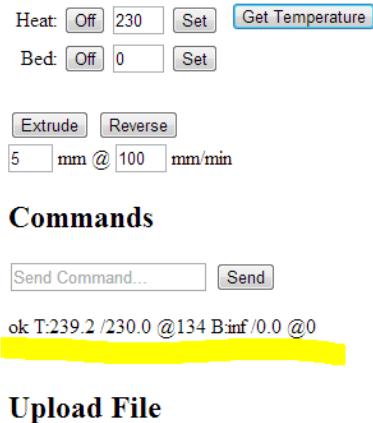 Heat: Off 230 Set Get Temperature
Bed: Off 0 Set
Extrude Reverse
5 mm @ 100 mm/min
Commands
Send Command... Send
ok T:239.2 /230.0 @134 B:inf /0.0 @0
Upload File